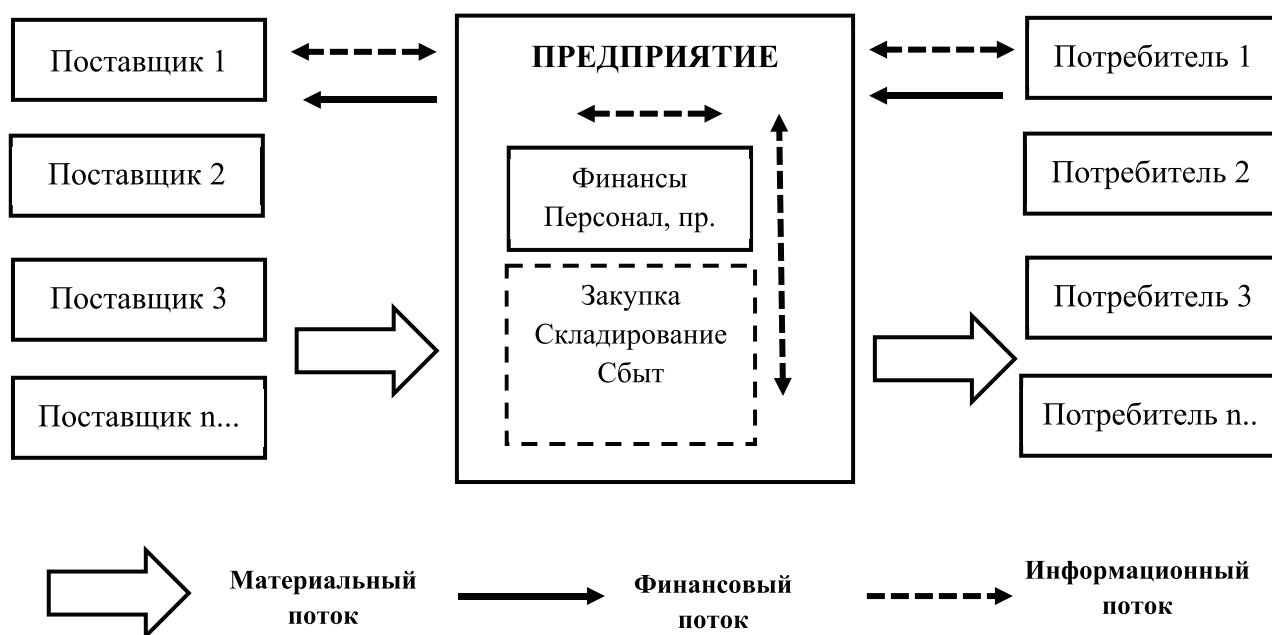 Поставщик 1
Поставщик 2
Поставщик 3
Поставщик n...
ПРЕДПРИЯТИЕ
Финансы
Персонал, пр.
Закупка
Складирование
Сбыт
Потребитель 1
Потребитель 2
Потребитель 3
Потребитель n..
Материальный
поток
Финансовый
поток
Информационный
поток